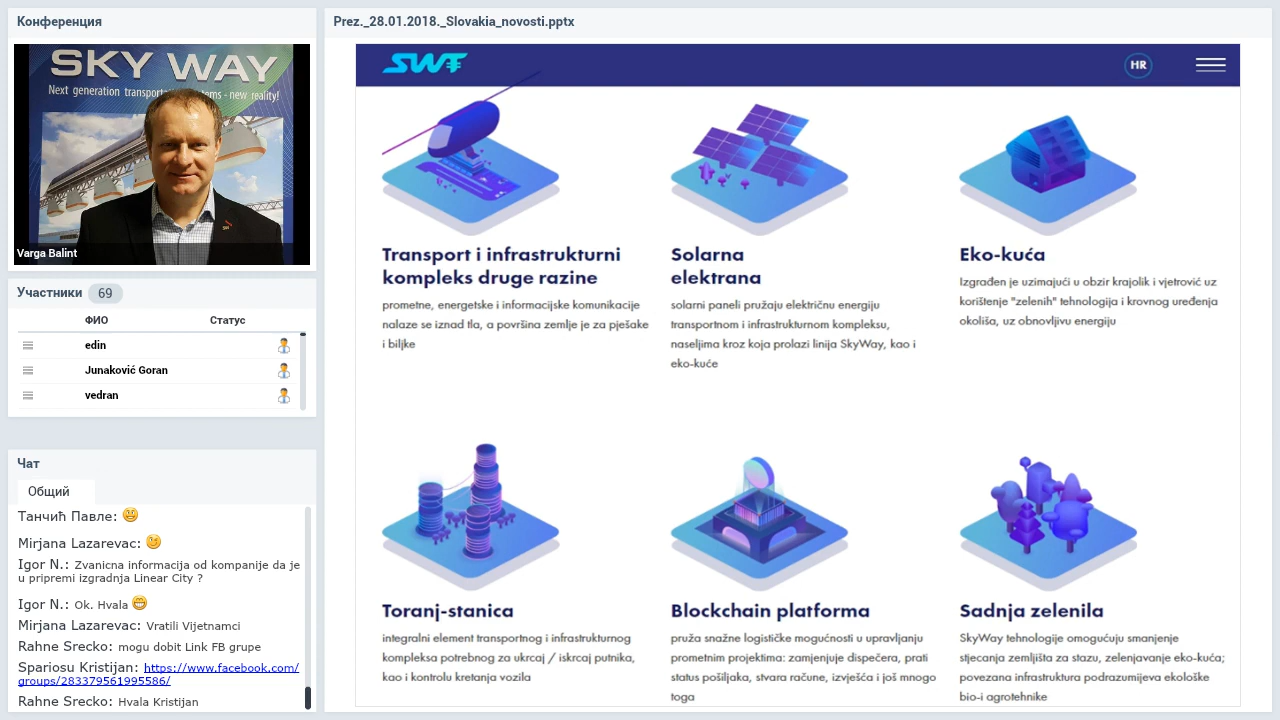 Конференция
SKY WAY
Next generation
Varga Balint
Участники 69
ФИО Статус
edin
Junaković Goran
vedran
Чат
Общий
Танчић Павле:
Mirjana Lazarevac:
Igor N.: Zvanicna informacija od kompanije da je
u pripremi izgradnja Linear City ?
Igor N.: Ok. Hvala
Mirjana Lazarevac: Vratili Vijetnamci
Rahne Srecko: mogu dobit Link FB grupe
Spariosu Kristijan: https://www.facebook.com/
groups/283379561995586/
Rahne Srecko: Hvala Kristijan
Prez._28.01.2018._Slovakia_novosti.pptx
SW₮
HR
Transport i infrastrukturni
kompleks druge razine
prometne, energetske i informacijske komunikacije
nalaze se iznad tla, a površina zemlje je za pješake
i biljke
Solarna
elektrana
solarni paneli pružaju električnu energiju
transportnom i infrastrukturnom kompleksu,
naseljima kroz koja prolazi linija SkyWay, kao i
eko-kuće
Eko-kuća
Izgrađen je uzimajući u obzir krajolik i vjetrović uz
korištenje "zelenih" tehnologija i krovnog uređenja
okoliša, uz obnovljivu energiju
Toranj-stanica
integralni element transportnog i infrastrukturnog
kompleksa potrebnog za ukrcaj / iskrcaj putnika,
kao i kontrolu kretanja vozila
Blockchain platforma
pruža snažne logističke mogućnosti u upravljanju
prometnim projektima: zamjenjuje dispečera, prati
status pošiljaka, stvara račune, izvješća i još mnogo
toga
Sadnja zelenila
SkyWay tehnologije omogućuju smanjenje
stjecanja zemljišta za stazu, zelenjavanje eko-kuća;
povezana infrastruktura podrazumijeva ekološke
bio-i agrotehnike